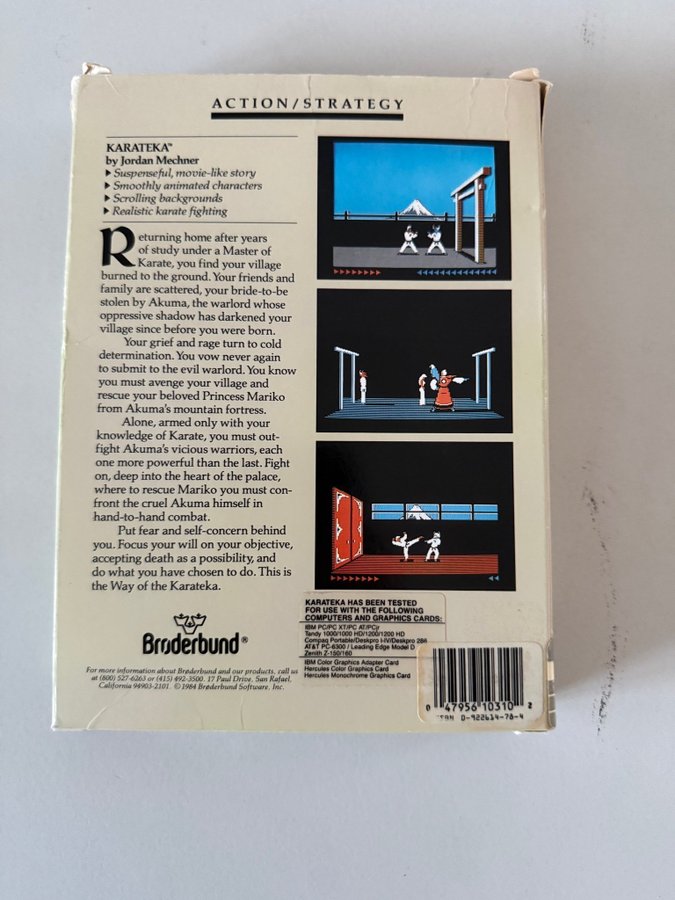 ACTION/STRATEGY
KARATEKA™
by Jordan Mechner
▶ Suspenseful, movie-like story
▶ Smoothly animated characters
▶ Scrolling backgrounds
▶ Realistic karate fighting
Returning home after years
of study under a Master of
Karate, you find your village
burned to the ground. Your friends and
family are scattered, your bride-to-be
stolen by Akuma, the warlord whose
oppressive shadow has darkened your
village since before you were born.
Your grief and rage turn to cold
determination. You vow never again
to submit to the evil warlord. You know
you must avenge your village and
rescue your beloved Princess Mariko
from Akuma's mountain fortress.
Alone, armed only with your
knowledge of Karate, you must out-
fight Akuma's vicious warriors, each
one more powerful than the last. Fight
on, deep into the heart of the palace,
where to rescue Mariko you must con-
front the cruel Akuma himself in
hand-to-hand combat.
Put fear and self-concern behind
you. Focus your will on your objective,
accepting death as a possibility, and
do what you have chosen to do. This is
the Way of the Karateka.
Brøderbund®
For more information about Brøderbund and our products, call us
at (800) 527-6263 or (415) 492-3500. 17 Paul Drive, San Rafael,
California 94903-2101. ©1984 Brøderbund Software, Inc.
KARATEKA HAS BEEN TESTED
FOR USE WITH THE FOLLOWING
COMPUTERS AND GRAPHICS CARDS:
IBM PC/PC XT/PC AT/PCjr
Tandy 1000/1000 HD/1200/1200 HD
Compaq Portable/Deskpro I-IV/Deskpro 286
AT&T PC-6300 / Leading Edge Model D
Zenith Z-150/160
IBM Color Graphics Adapter Card
Hercules Color Graphics Card
Hercules Monochrome Graphics Card
0 47956 10310 2
ISBN 0-922614-78-4